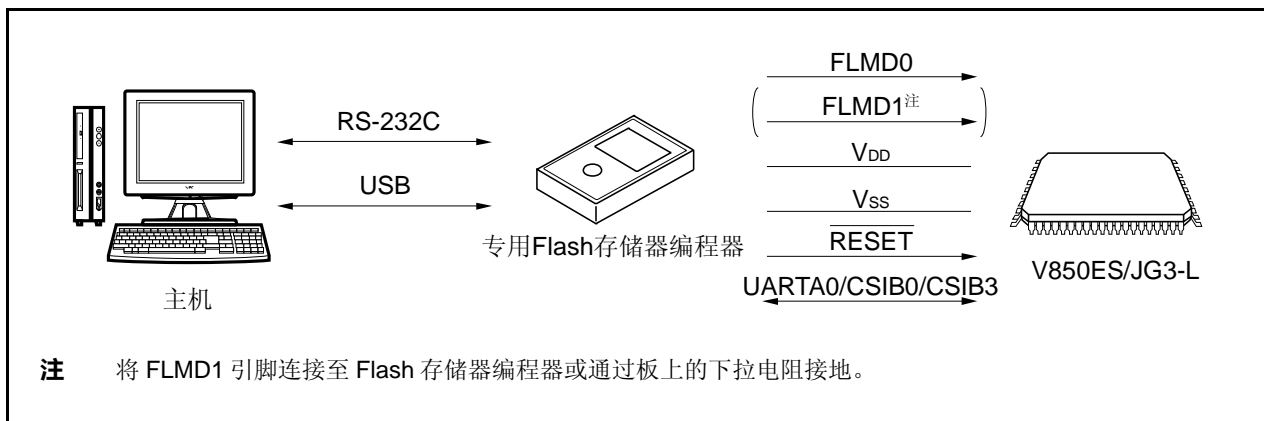 FLMD0
FLMD1注
RS-232C
VDD
USB
VSS
专用Flash存储器编程器
RESET
V850ES/JG3-L
UARTA0/CSIB0/CSIB3
主机
注 将 FLMD1 引脚连接至 Flash 存储器编程器或通过板上的下拉电阻接地。